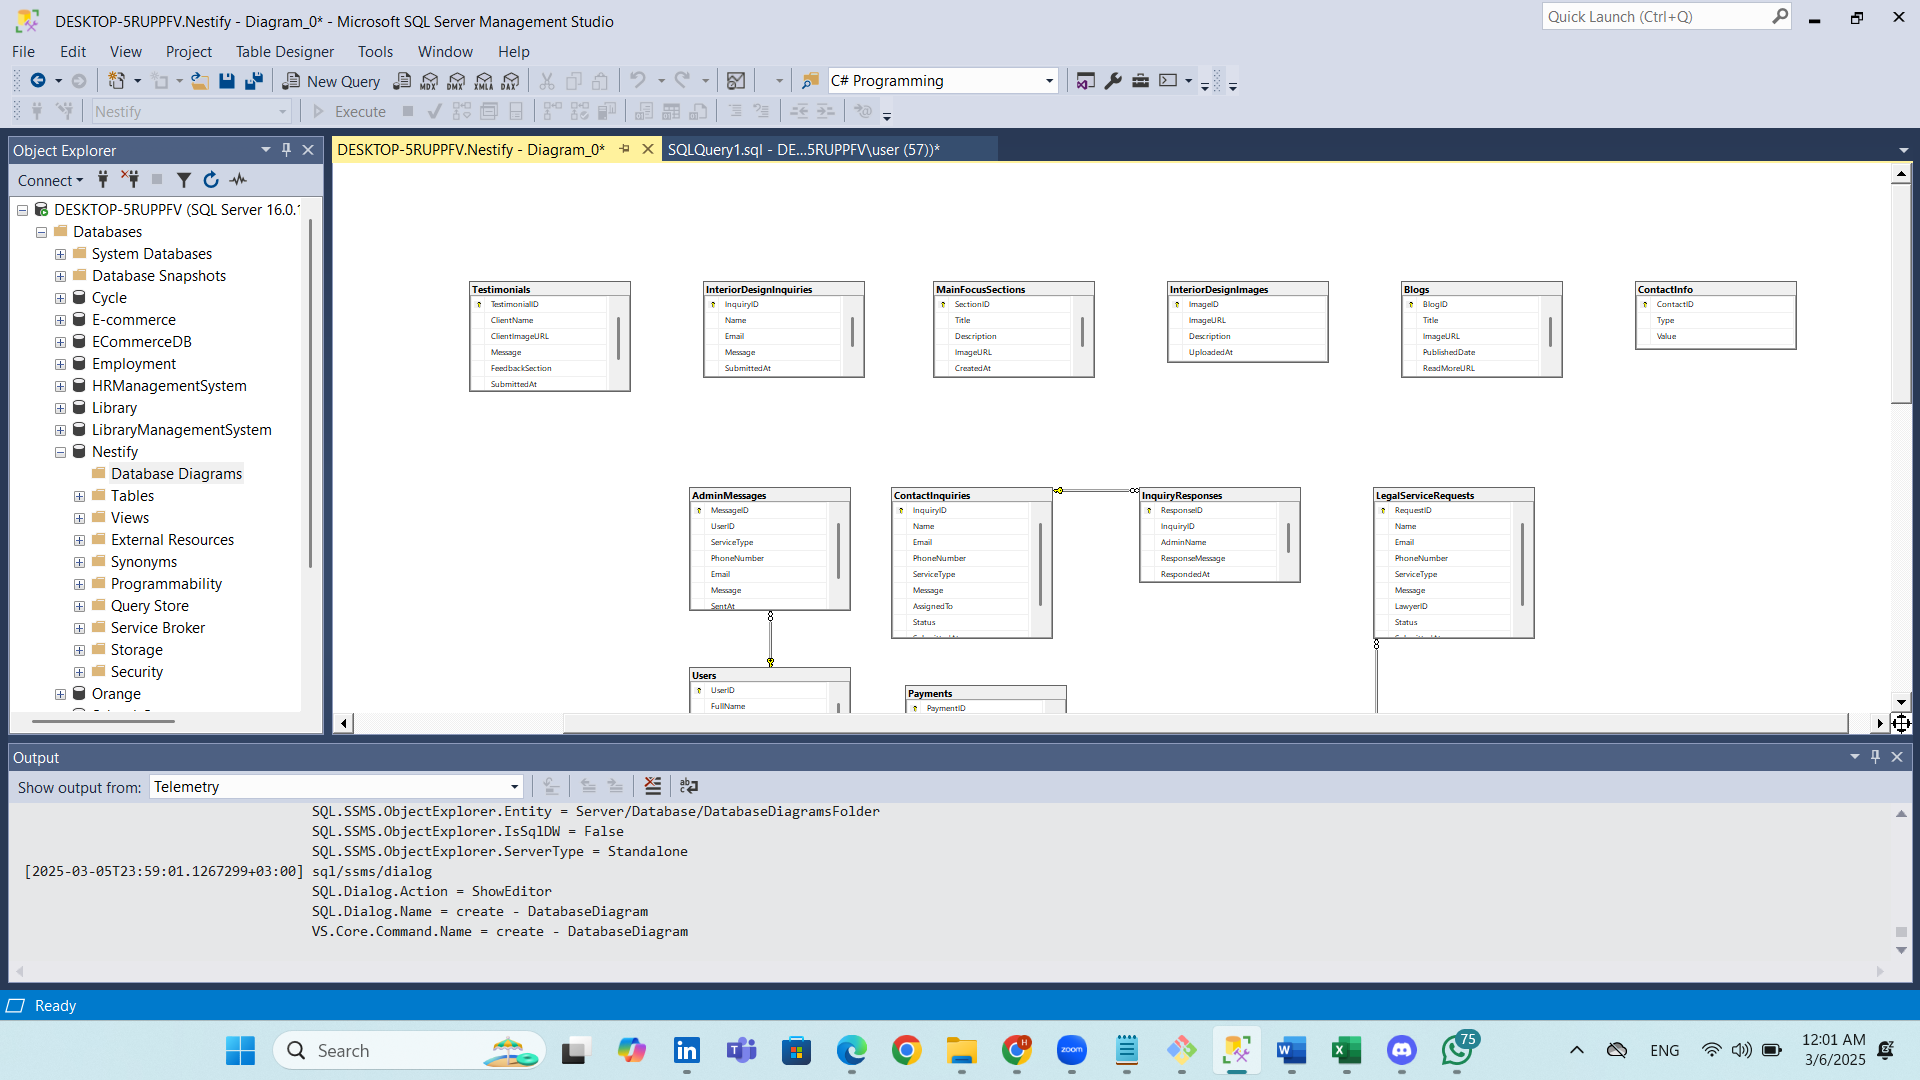 DESKTOP-5RUPPFV.Nestify - Diagram_0* - Microsoft SQL Server Management Studio
Quick Launch (Ctrl+Q)
File Edit View Project Table Designer Tools Window Help
New Query MDX DMX XMLA DAX C# Programming
Nestify Execute
Object Explorer
DESKTOP-5RUPPFV.Nestify - Diagram_0*
SQLQuery1.sql - DE...5RUPPFV\user (57))*
Connect
DESKTOP-5RUPPFV (SQL Server 16.0.
Databases
System Databases
Database Snapshots
Cycle
E-commerce
ECommerceDB
Employment
HRManagementSystem
Library
LibraryManagementSystem
Nestify
Database Diagrams
Tables
Views
External Resources
Synonyms
Programmability
Query Store
Service Broker
Storage
Security
Orange
Testimonials
TestimonialID
ClientName
ClientImageURL
Message
FeedbackSection
SubmittedAt
InteriorDesignInquiries
InquiryID
Name
Email
Message
SubmittedAt
MainFocusSections
SectionID
Title
Description
ImageURL
CreatedAt
InteriorDesignImages
ImageID
ImageURL
Description
UploadedAt
Blogs
BlogID
Title
ImageURL
PublishedDate
ReadMoreURL
ContactInfo
ContactID
Type
Value
AdminMessages
MessageID
UserID
ServiceType
PhoneNumber
Email
Message
SentAt
ContactInquiries
InquiryID
Name
Email
PhoneNumber
ServiceType
Message
AssignedTo
Status
InquiryResponses
ResponseID
InquiryID
AdminName
ResponseMessage
RespondedAt
LegalServiceRequests
RequestID
Name
Email
PhoneNumber
ServiceType
Message
LawyerID
Status
Users
UserID
FullName
Payments
PaymentID
Output
Show output from: Telemetry
SQL.SSMS.ObjectExplorer.Entity = Server/Database/DatabaseDiagramsFolder
SQL.SSMS.ObjectExplorer.IsSqlDW = False
SQL.SSMS.ObjectExplorer.ServerType = Standalone
[2025-03-05T23:59:01.1267299+03:00] sql/ssms/dialog
SQL.Dialog.Action = ShowEditor
SQL.Dialog.Name = create - DatabaseDiagram
VS.Core.Command.Name = create - DatabaseDiagram
Ready
Search
zoom
75
ENG
12:01 AM
3/6/2025